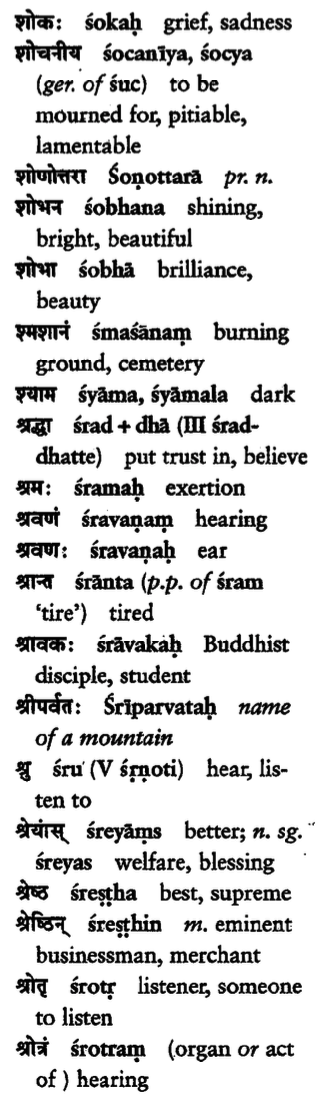 शोकः śokaḥ grief, sadness
शोचनीय śocanīya, śocya
(ger. of śuc) to be
mourned for, pitiable,
lamentable
शोणोत्तरा Śoṇottarā pr. n.
शोभन śobhana shining,
bright, beautiful
शोभा śobhā brilliance,
beauty
श्मशानं śmaśānaṃ burning
ground, cemetery
श्याम śyāma, śyāmala dark
श्रद्धा śrad + dhā (III śrad-
dhatte) put trust in, believe
श्रमः śramaḥ exertion
श्रवणं śravaṇaṃ hearing
श्रवणः śravaṇaḥ ear
श्रान्त śrānta (p.p. of śram
‘tire’) tired
श्रावकः śrāvakaḥ Buddhist
disciple, student
श्रीपर्वतः Śrīparvataḥ name
of a mountain
श्रु śru (V śṛṇoti) hear, lis-
ten to
श्रेयांस् śreyāṃs better; n. sg.
śreyas welfare, blessing
श्रेष्ठ śreṣṭha best, supreme
श्रेष्ठिन् śreṣṭhin m. eminent
businessman, merchant
श्रोतृ śrotṛ listener, someone
to listen
श्रोत्रं śrotraṃ (organ or act
of ) hearing